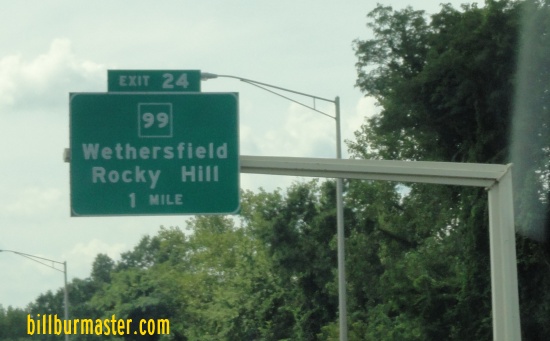 EXIT 24
99
Wethersfield
Rocky Hill
1 MILE
billburmaster.com